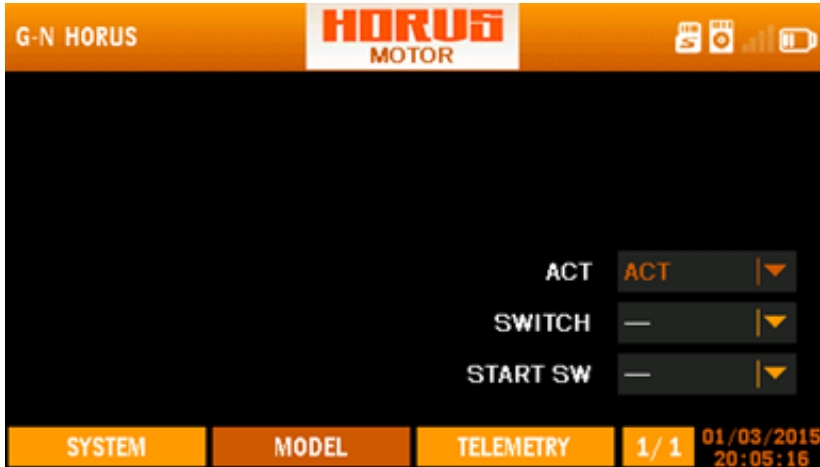 G-N HORUS
HORUS
MOTOR
S
ACT ACT
SWITCH —
START SW —
SYSTEM MODEL TELEMETRY 1/1 01/03/2015
20:05:16